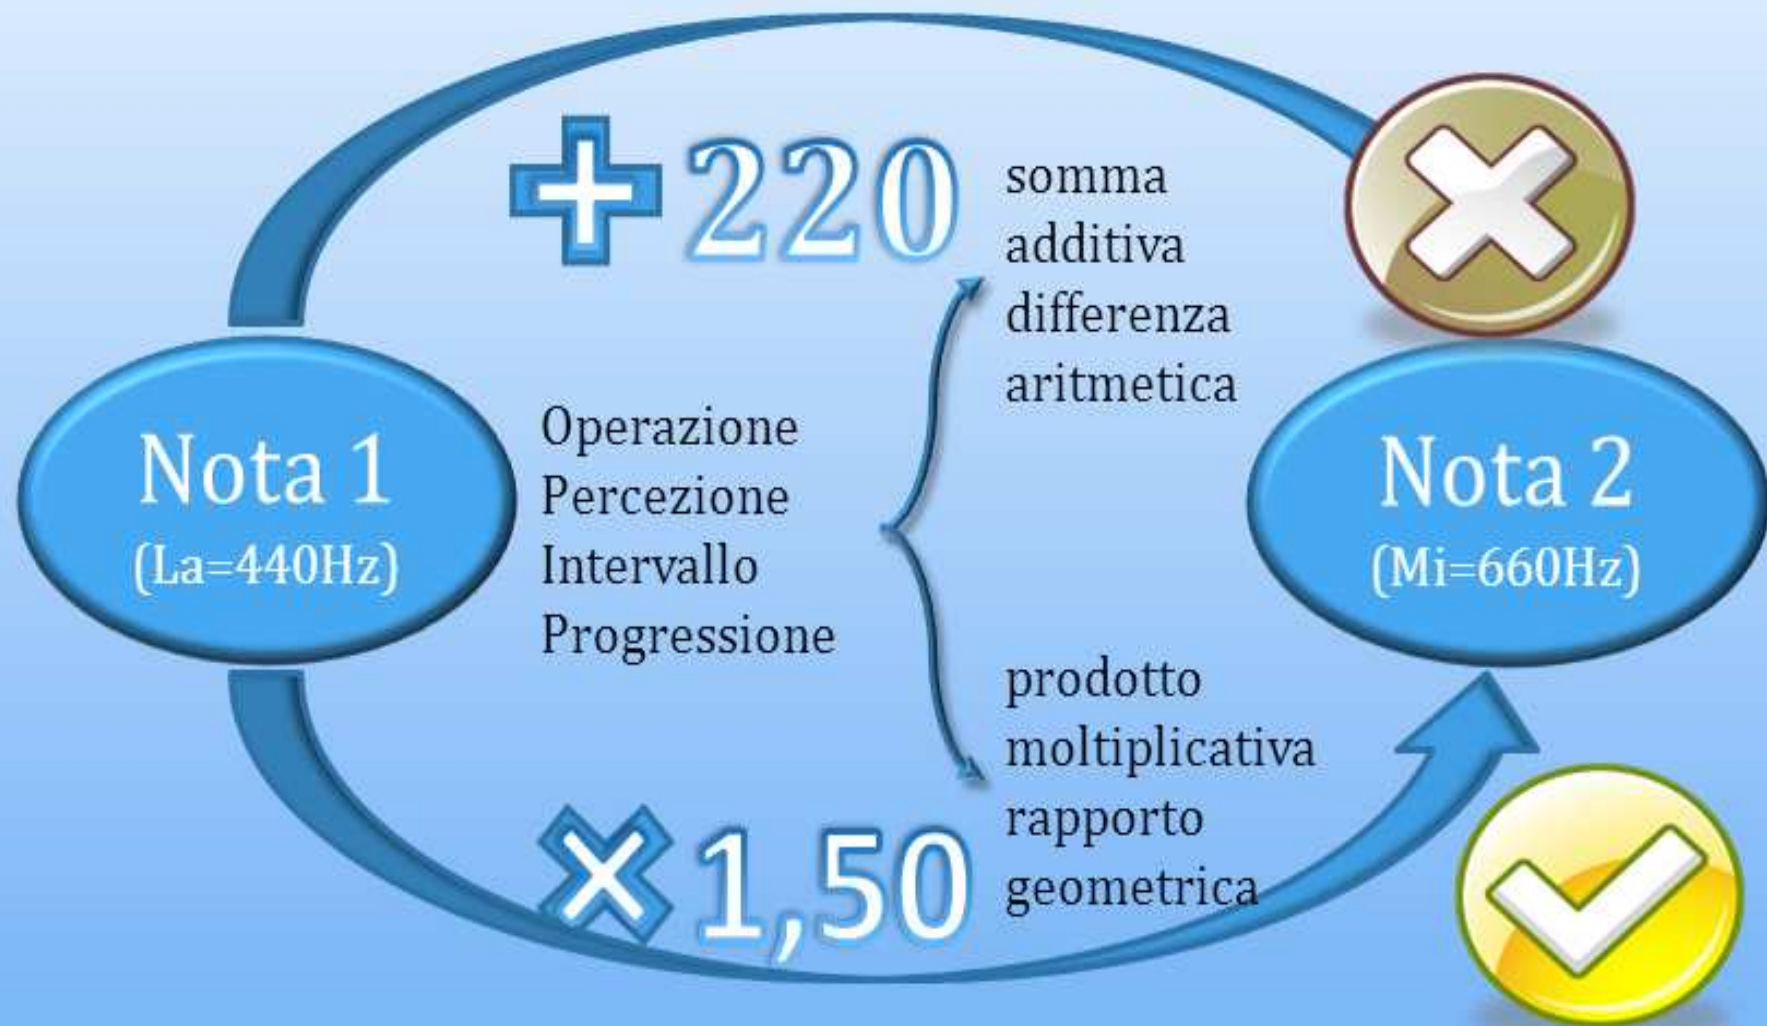 + 220
somma
additiva
differenza
aritmetica
Nota 1
(La=440Hz)
Operazione
Percezione
Intervallo
Progressione
Nota 2
(Mi=660Hz)
prodotto
moltiplicativa
rapporto
geometrica
× 1,50